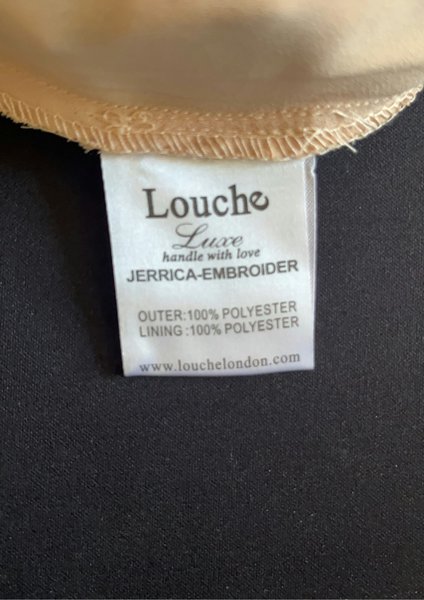 Louche
Luxe
handle with love
JERRICA-EMBROIDER
OUTER:100% POLYESTER
LINING :100% POLYESTER
www.louchelondon.com